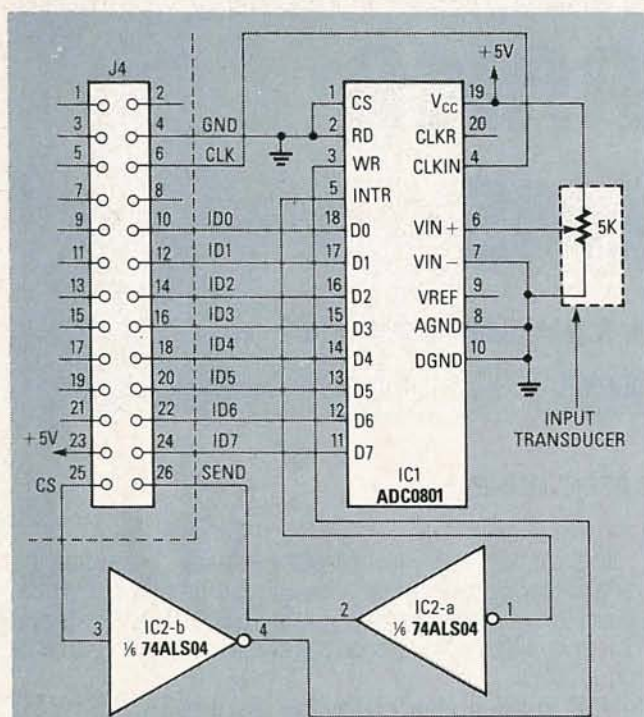 J4
1 2
3 4 GND
5 6 CLK
7 8
9 10 ID0
11 12 ID1
13 14 ID2
15 16 ID3
17 18 ID4
19 20 ID5
21 22 ID6
+5V 23 24 ID7
CS 25 26 SEND
+5V
1 CS VCC 19
2 RD CLKR 20
3 WR CLKIN 4
5 INTR
18 D0 VIN+ 6
17 D1 VIN− 7
16 D2 VREF 9
15 D3 AGND 8
14 D4 DGND 10
13 D5
12 D6
11 D7
IC1
ADC0801
5K
INPUT
TRANSDUCER
3 IC2-b 4
⅙ 74ALS04
2 IC2-a 1
⅙ 74ALS04